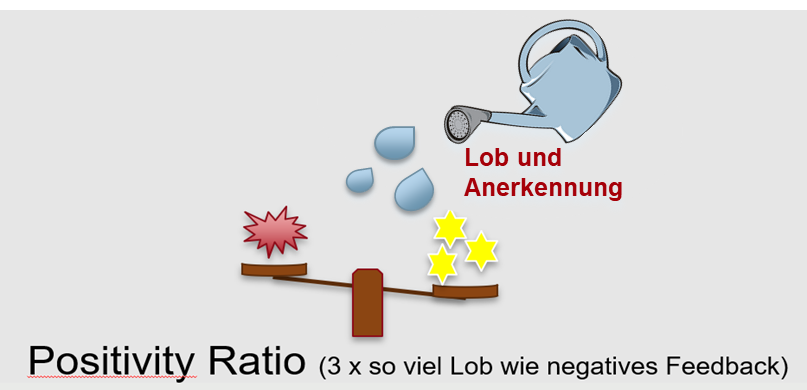 Lob und
Anerkennung
Positivity Ratio (3 x so viel Lob wie negatives Feedback)